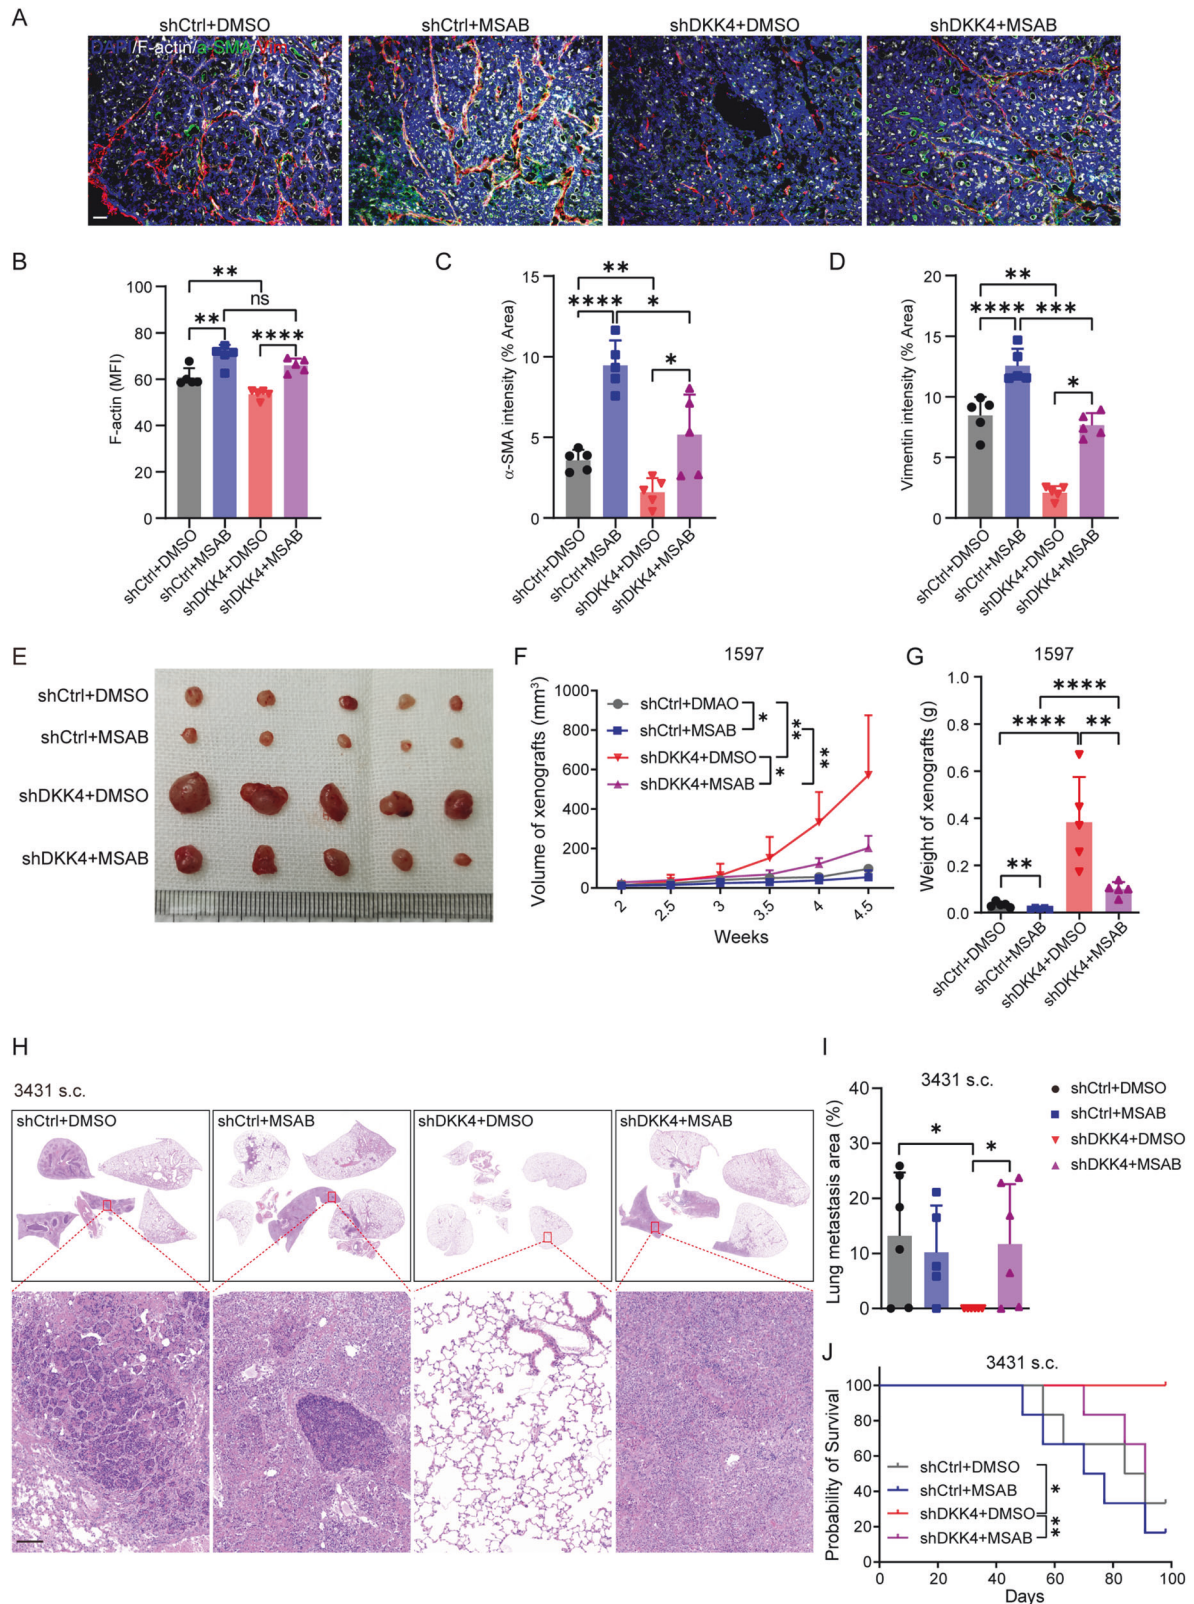 A
shCtrl+DMSO
shCtrl+MSAB
shDKK4+DMSO
shDKK4+MSAB
DAPI/F-actin/α-SMA/Vim
B
F-actin (MFI)
100
80
60
40
20
0
**
ns
**
****
shCtrl+DMSO
shCtrl+MSAB
shDKK4+DMSO
shDKK4+MSAB
C
α-SMA intensity (% Area)
15
10
5
0
**
****
*
*
shCtrl+DMSO
shCtrl+MSAB
shDKK4+DMSO
shDKK4+MSAB
D
Vimentin intensity (% Area)
20
15
10
5
0
**
****
***
*
shCtrl+DMSO
shCtrl+MSAB
shDKK4+DMSO
shDKK4+MSAB
E
shCtrl+DMSO
shCtrl+MSAB
shDKK4+DMSO
shDKK4+MSAB
F
1597
Volume of xenografts (mm³)
1000
800
600
400
200
0
shCtrl+DMAO
shCtrl+MSAB
shDKK4+DMSO
shDKK4+MSAB
*
**
*
**
2
2.5
3
3.5
4
4.5
Weeks
G
1597
Weight of xenografts (g)
1.0
0.8
0.6
0.4
0.2
0.0
****
****
**
**
shCtrl+DMSO
shCtrl+MSAB
shDKK4+DMSO
shDKK4+MSAB
H
3431 s.c.
shCtrl+DMSO
shCtrl+MSAB
shDKK4+DMSO
shDKK4+MSAB
I
3431 s.c.
Lung metastasis area (%)
40
30
20
10
0
*
*
shCtrl+DMSO
shCtrl+MSAB
shDKK4+DMSO
shDKK4+MSAB
J
3431 s.c.
Probability of Survival
100
80
60
40
20
0
shCtrl+DMSO
shCtrl+MSAB
shDKK4+DMSO
shDKK4+MSAB
*
**
0
20
40
60
80
100
Days